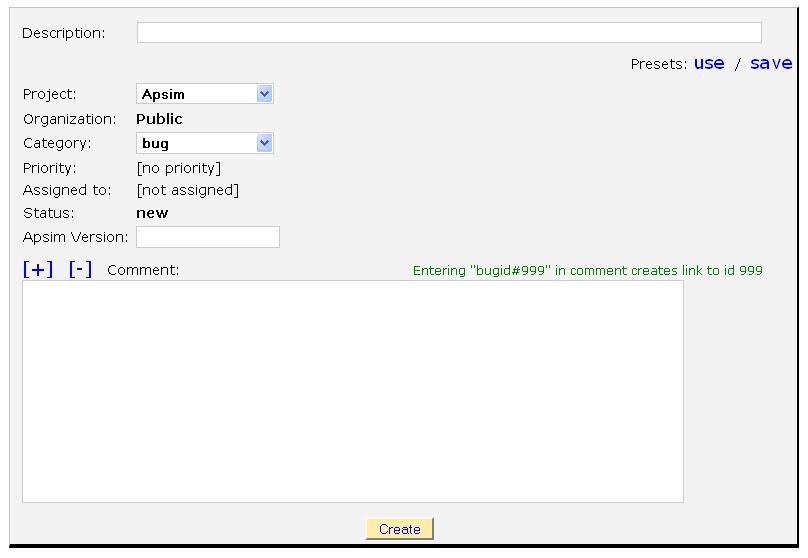 Description:
Presets: use / save
Project: Apsim
Organization: Public
Category: bug
Priority: [no priority]
Assigned to: [not assigned]
Status: new
Apsim Version:
[+] [-] Comment: Entering "bugid#999" in comment creates link to id 999
Create